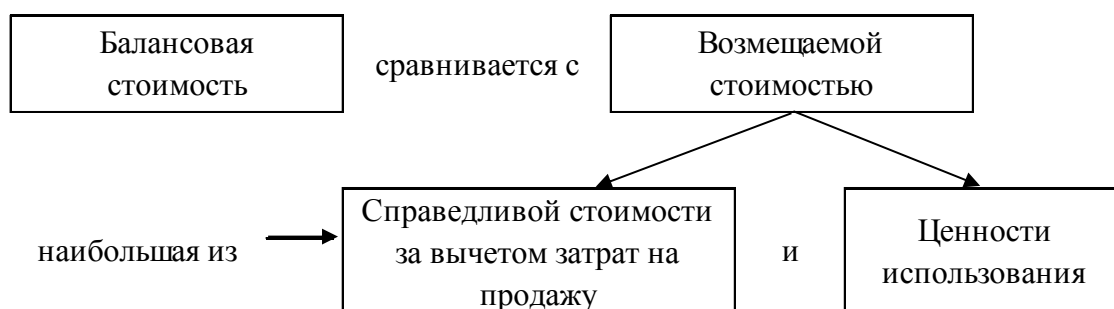 Балансовая
стоимость
сравнивается с
Возмещаемой
стоимостью
наибольшая из
Справедливой стоимости
за вычетом затрат на
продажу
и
Ценности
использования